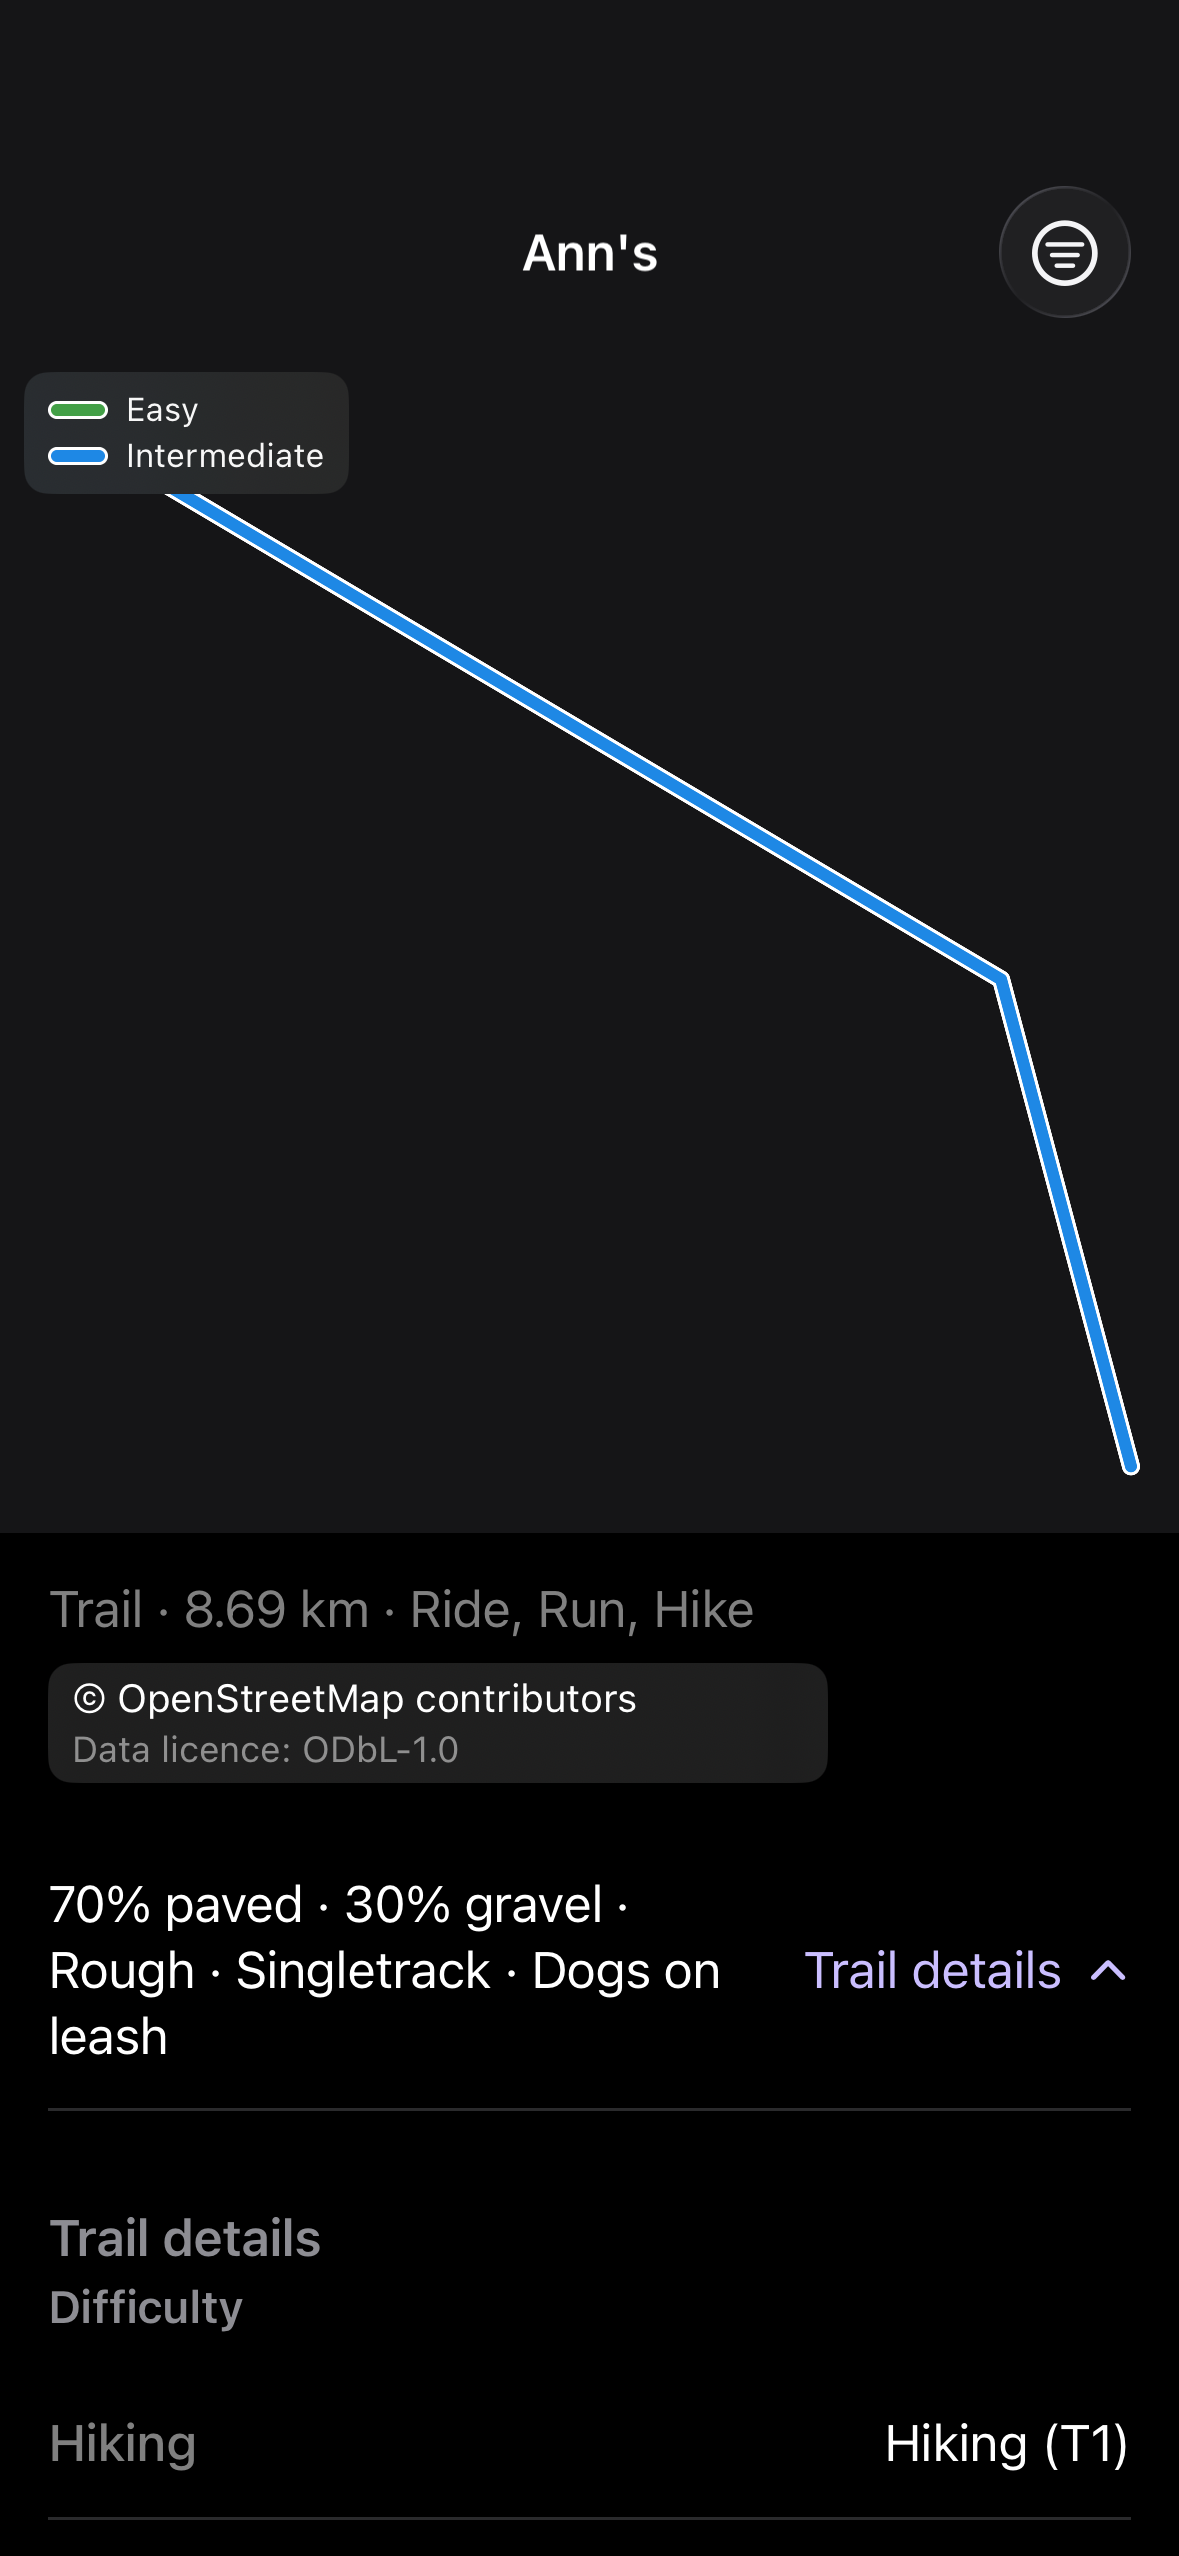 Ann's
Easy
Intermediate
Trail · 8.69 km · Ride, Run, Hike
© OpenStreetMap contributors
Data licence: ODbL-1.0
70% paved · 30% gravel ·
Rough · Singletrack · Dogs on
leash
Trail details
Trail details
Difficulty
Hiking
Hiking (T1)